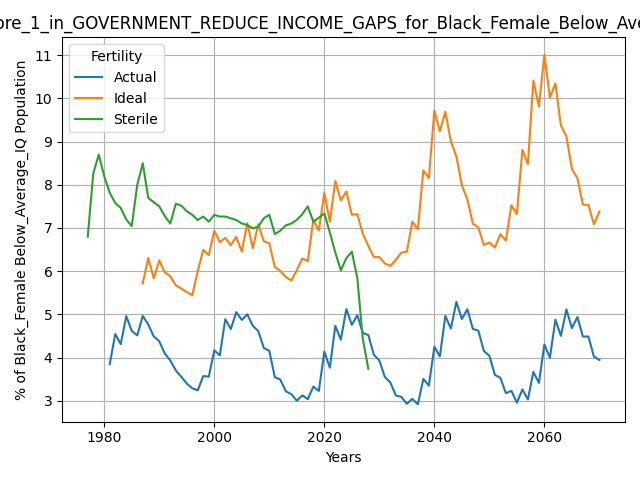 ore_1_in_GOVERNMENT_REDUCE_INCOME_GAPS_for_Black_Female_Below_Ave
Fertility
Actual
Ideal
Sterile
% of Black_Female Below_Average_IQ Population
11
10
9
8
7
6
5
4
3
1980
2000
2020
2040
2060
Years